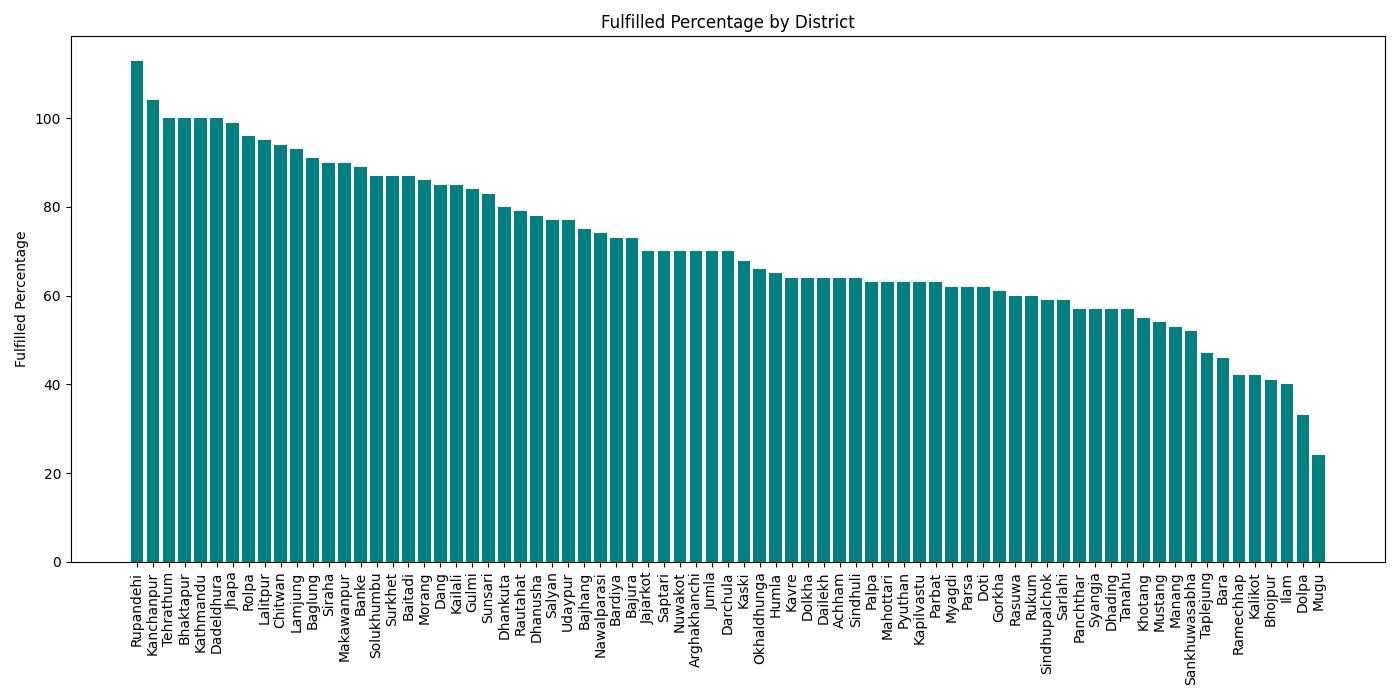 Fulfilled Percentage by District
Fulfilled Percentage
100
80
60
40
20
0
Rupandehi
Kanchanpur
Tehrathum
Bhaktapur
Kathmandu
Dadeldhura
Jhapa
Rolpa
Lalitpur
Chitwan
Lamjung
Baglung
Siraha
Makawanpur
Banke
Solukhumbu
Surkhet
Baitadi
Morang
Dang
Kailali
Gulmi
Sunsari
Dhankuta
Rautahat
Dhanusha
Salyan
Udaypur
Bajhang
Nawalparasi
Bardiya
Bajura
Jajarkot
Saptari
Nuwakot
Arghakhanchi
Jumla
Darchula
Kaski
Okhaldhunga
Humla
Kavre
Dolkha
Dailekh
Achham
Sindhuli
Palpa
Mahottari
Pyuthan
Kapilvastu
Parbat
Myagdi
Parsa
Doti
Gorkha
Rasuwa
Rukum
Sindhupalchok
Sarlahi
Panchthar
Syangja
Dhading
Tanahu
Khotang
Mustang
Manang
Sankhuwasabha
Taplejung
Bara
Ramechhap
Kalikot
Bhojpur
Ilam
Dolpa
Mugu